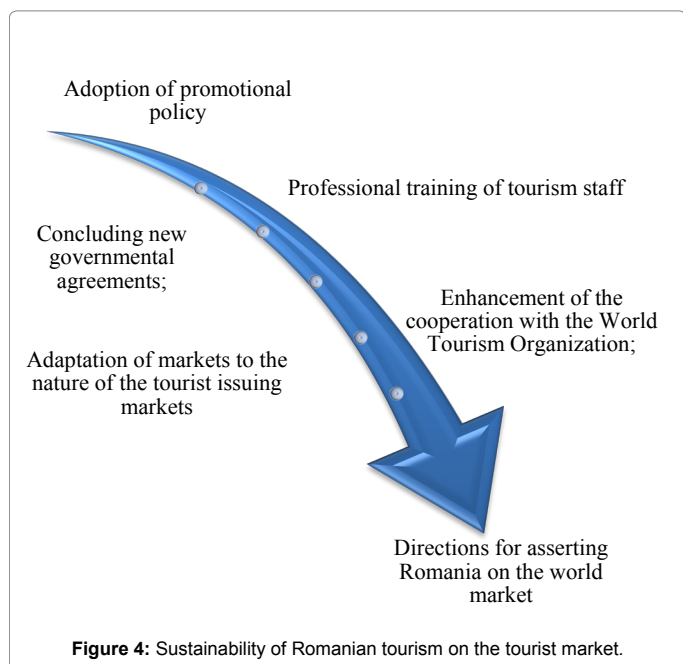 Adoption of promotional
policy
Professional training of tourism staff
Concluding new
governmental
agreements;
Enhancement of the
cooperation with the World
Tourism Organization;
Adaptation of markets to the
nature of the tourist issuing
markets
Directions for asserting
Romania on the world
market
Figure 4: Sustainability of Romanian tourism on the tourist market.